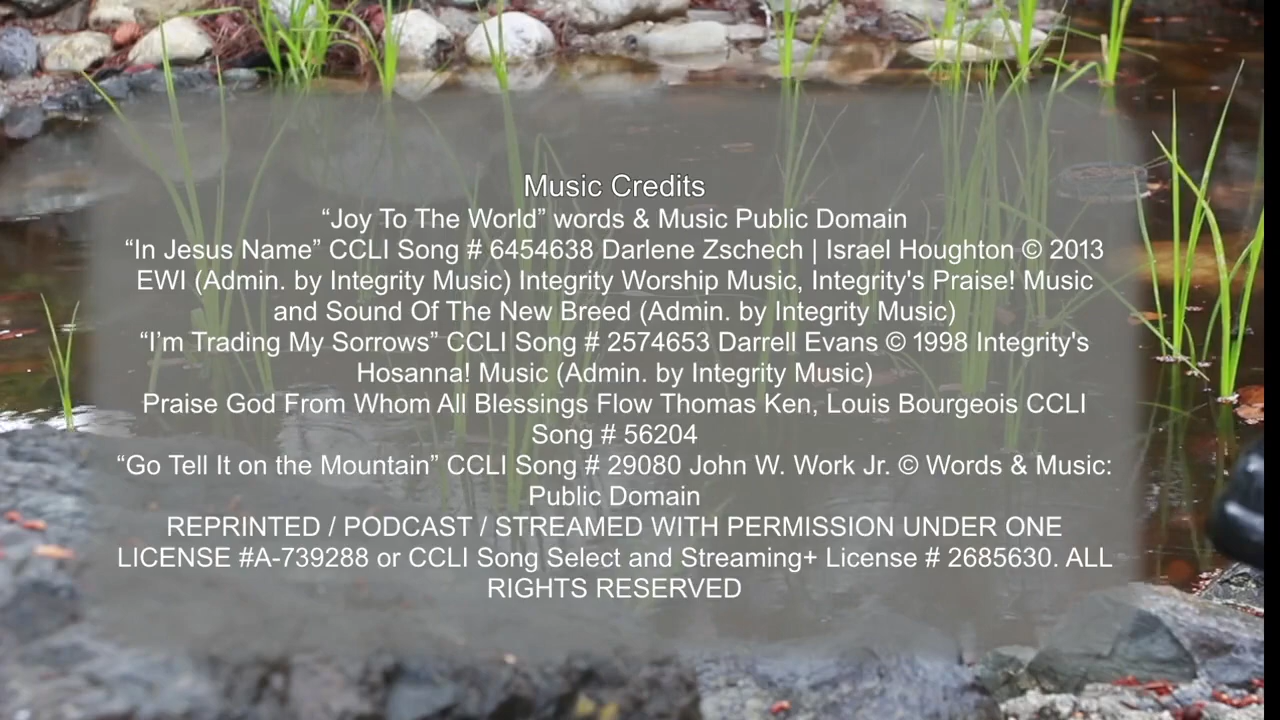 Music Credits
“Joy To The World” words & Music Public Domain
“In Jesus Name” CCLI Song # 6454638 Darlene Zschech | Israel Houghton © 2013
EWI (Admin. by Integrity Music) Integrity Worship Music, Integrity's Praise! Music
and Sound Of The New Breed (Admin. by Integrity Music)
“I’m Trading My Sorrows” CCLI Song # 2574653 Darrell Evans © 1998 Integrity's
Hosanna! Music (Admin. by Integrity Music)
Praise God From Whom All Blessings Flow Thomas Ken, Louis Bourgeois CCLI
Song # 56204
“Go Tell It on the Mountain” CCLI Song # 29080 John W. Work Jr. © Words & Music:
Public Domain
REPRINTED / PODCAST / STREAMED WITH PERMISSION UNDER ONE
LICENSE #A-739288 or CCLI Song Select and Streaming+ License # 2685630. ALL
RIGHTS RESERVED